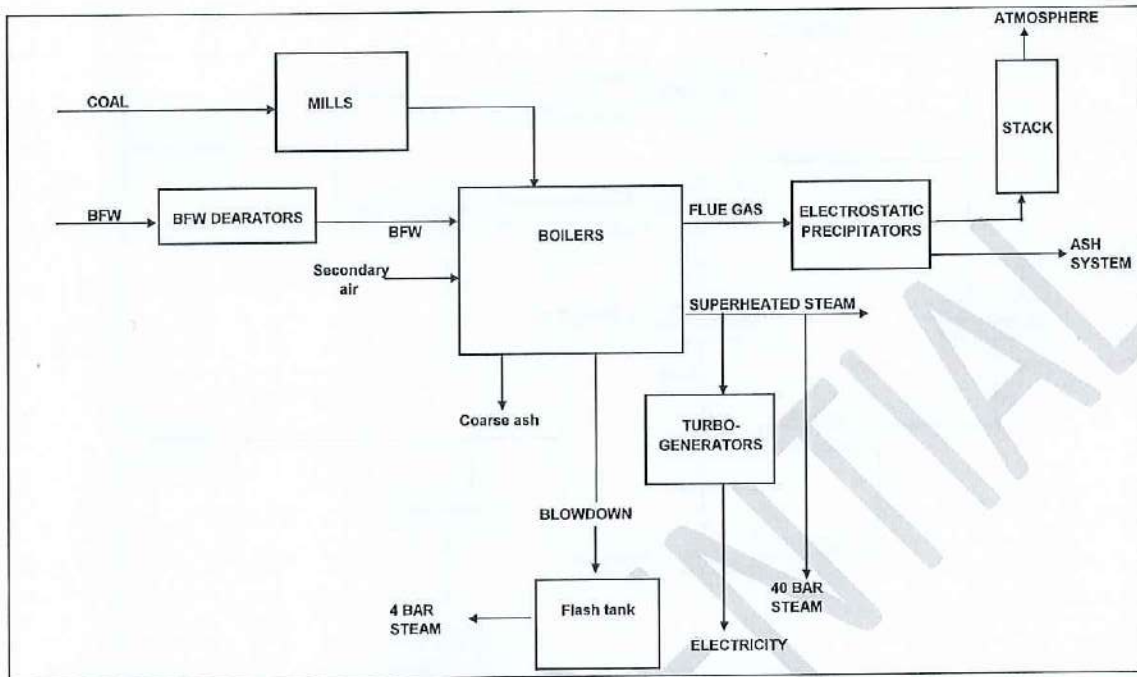 ATMOSPHERE
COAL
MILLS
STACK
BFW
BFW DEARATORS
BFW
BOILERS
FLUE GAS
ELECTROSTATIC
PRECIPITATORS
ASH
SYSTEM
Secondary
air
SUPERHEATED STEAM
Coarse ash
TURBO-
GENERATORS
BLOWDOWN
4 BAR
STEAM
Flash tank
40 BAR
STEAM
ELECTRICITY
ENTIAL